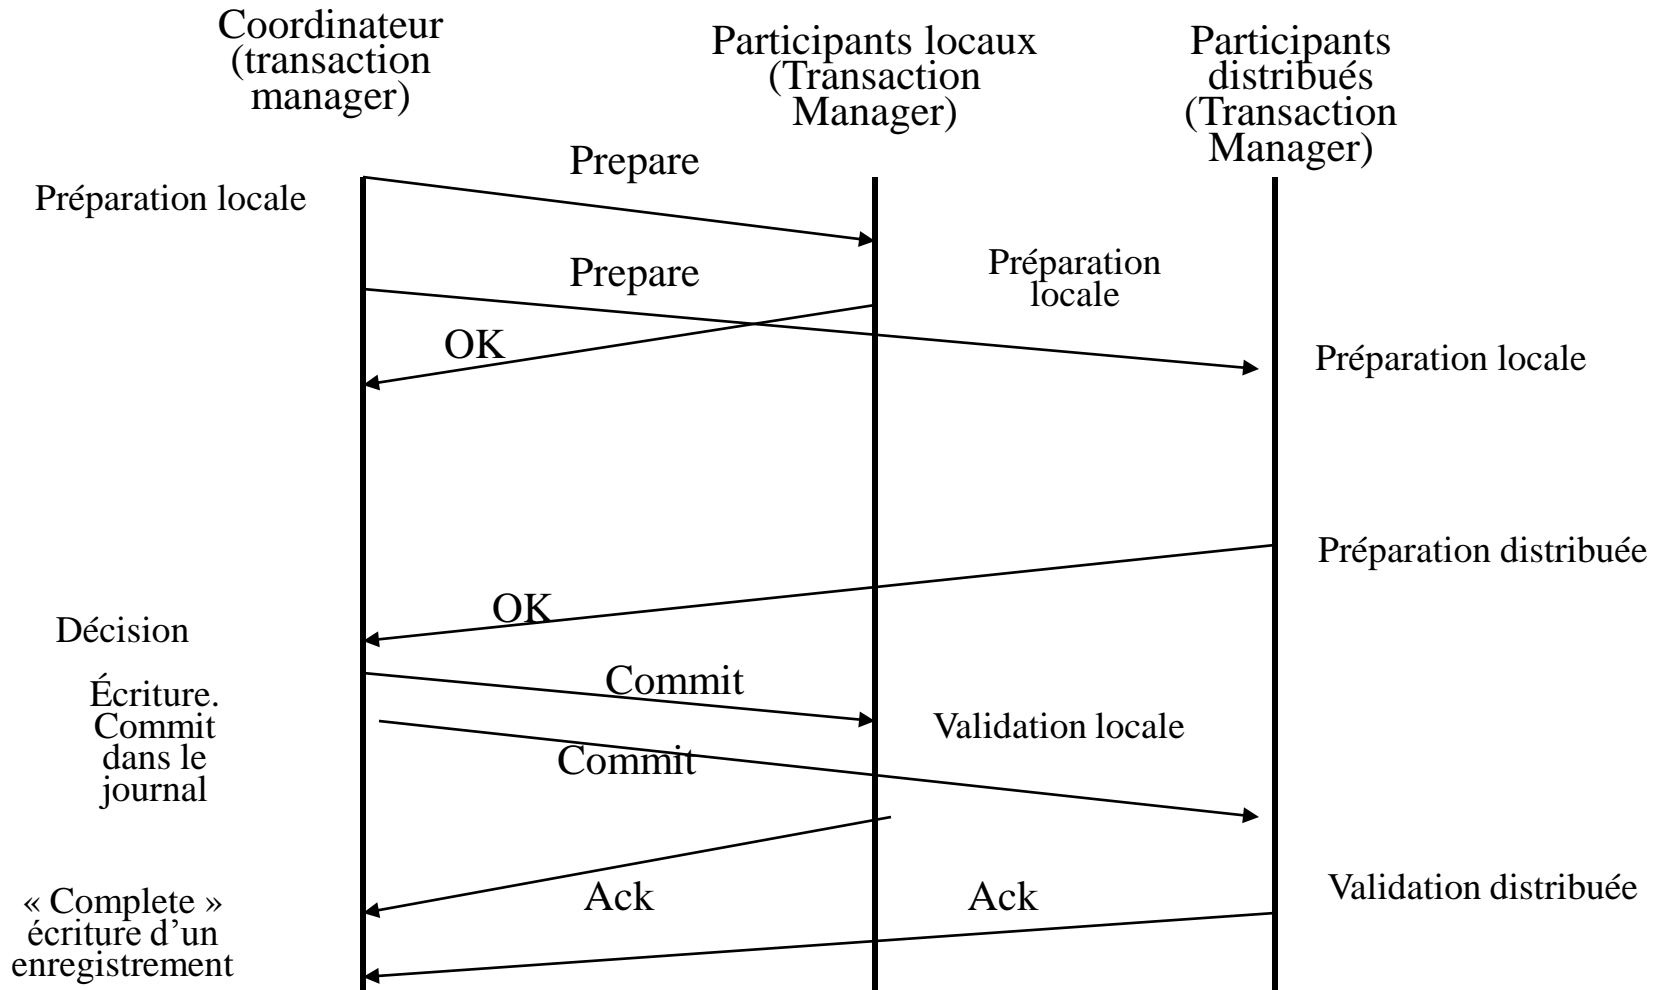 Coordinateur
(transaction
manager)
Participants locaux
(Transaction
Manager)
Participants
distribués
(Transaction
Manager)
Prepare
Préparation locale
Prepare
Préparation
locale
OK
Préparation locale
Préparation distribuée
OK
Décision
Commit
Écriture.
Commit
dans le
journal
Validation locale
Commit
Ack
Ack
Validation distribuée
« Complete »
écriture d’un
enregistrement